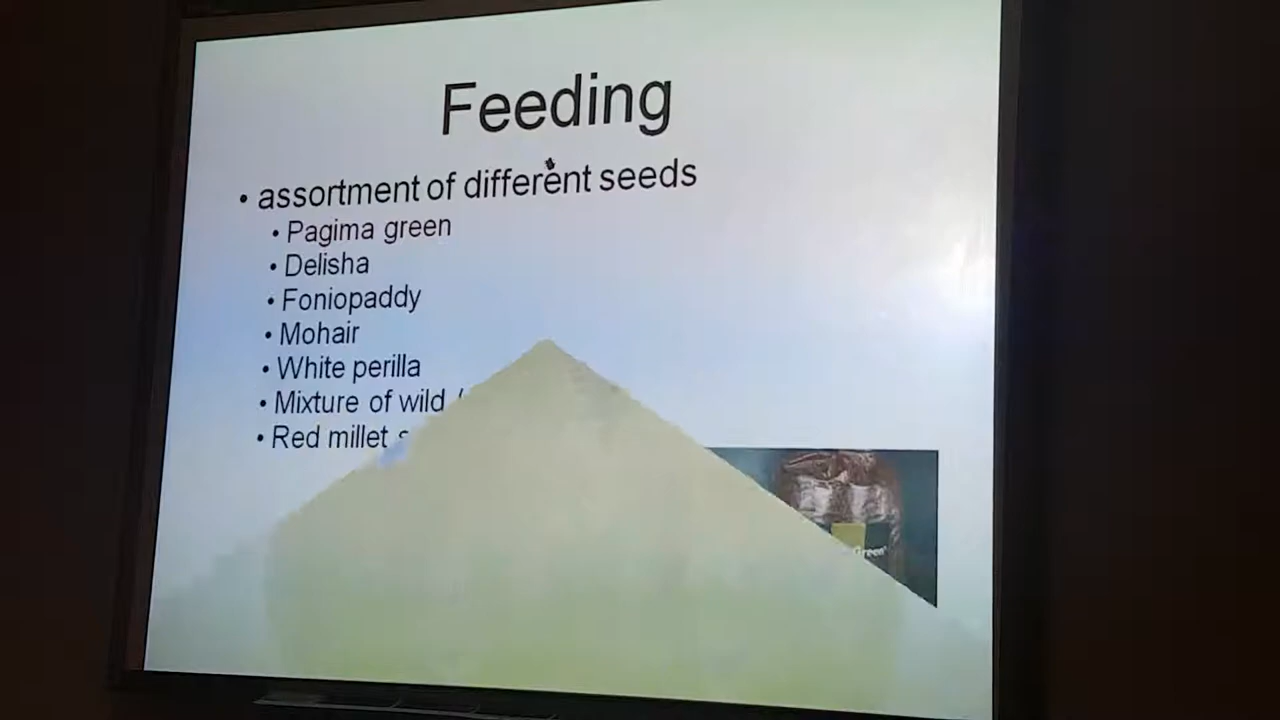 Feeding
• assortment of different seeds
• Pagima green
• Delisha
• Foniopaddy
• Mohair
• White perilla
• Mixture of wild
• Red millet